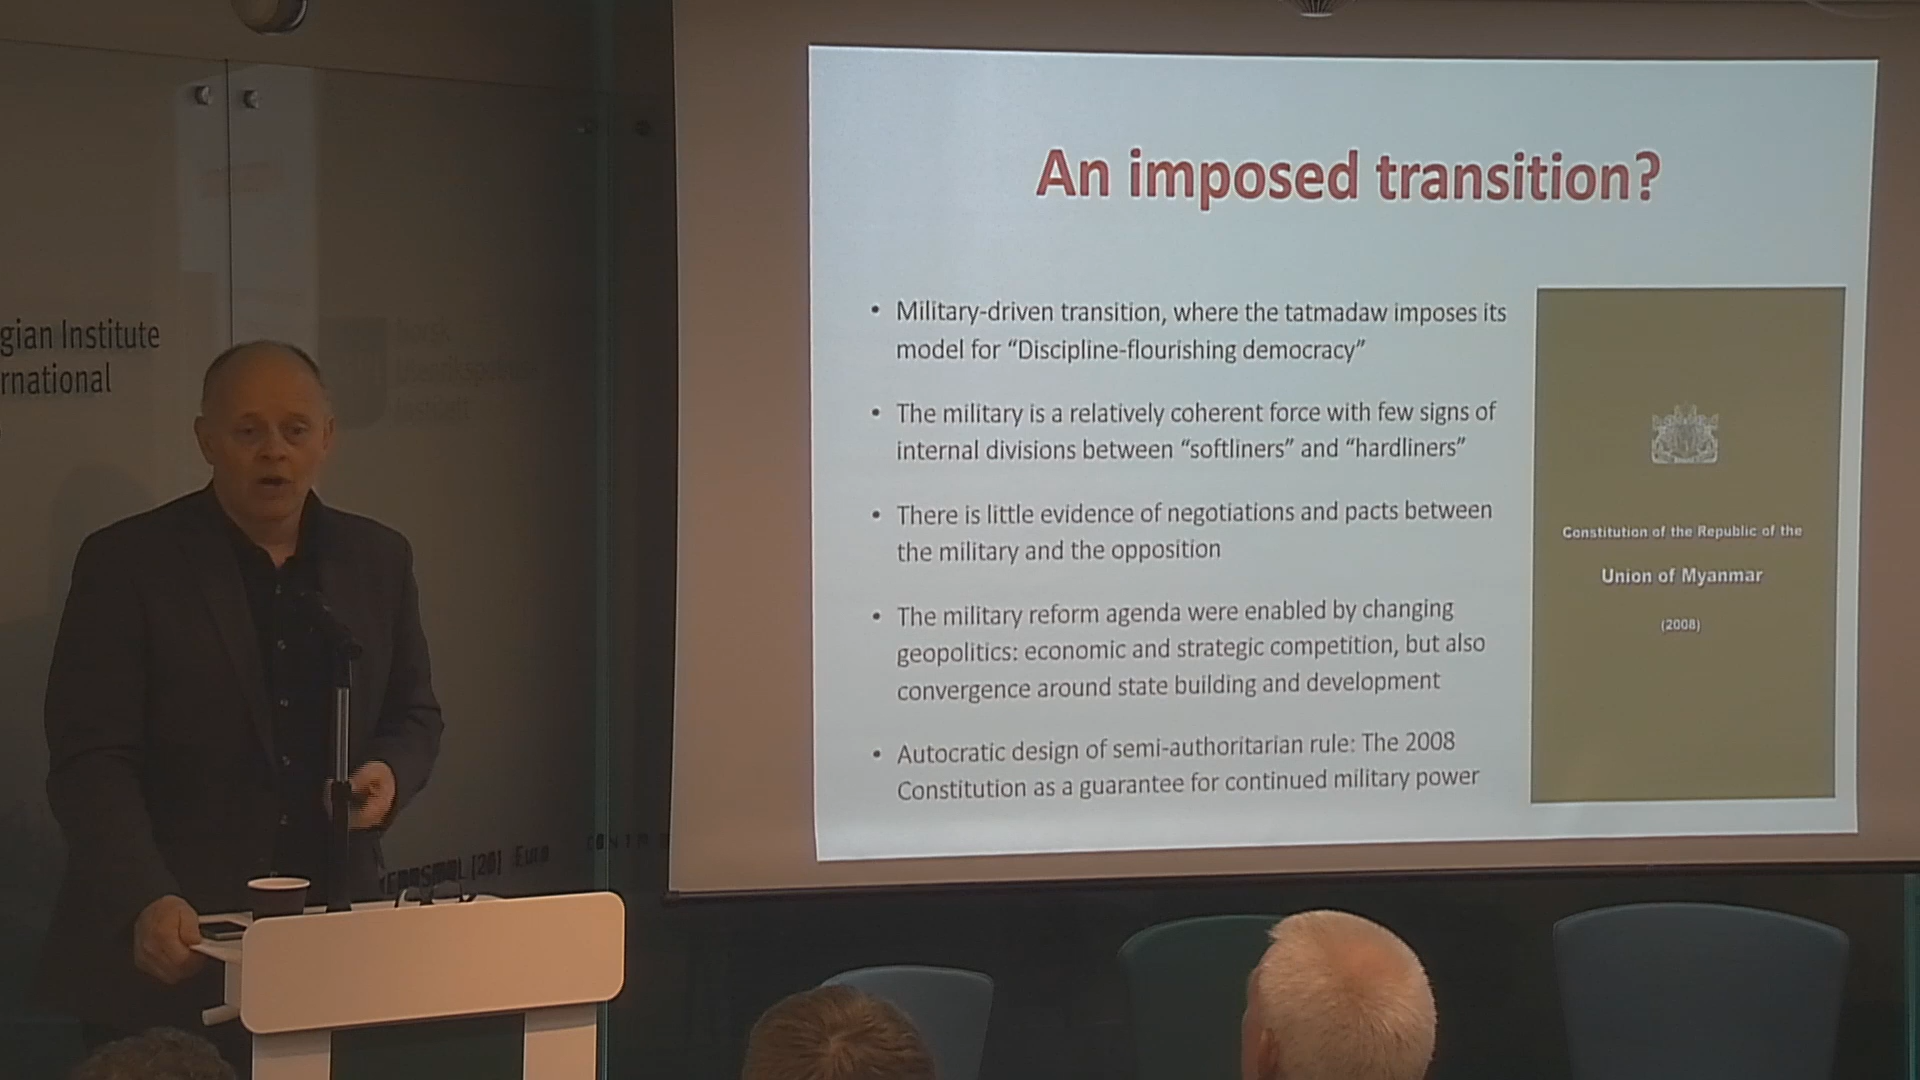 gian Institute
rnational
Norsk
An imposed transition?
• Military-driven transition, where the tatmadaw imposes its
model for “Discipline-flourishing democracy”
• The military is a relatively coherent force with few signs of
internal divisions between “softliners” and “hardliners”
• There is little evidence of negotiations and pacts between
the military and the opposition
• The military reform agenda were enabled by changing
geopolitics: economic and strategic competition, but also
convergence around state building and development
• Autocratic design of semi-authoritarian rule: The 2008
Constitution as a guarantee for continued military power
Constitution of the Republic of the
Union of Myanmar
(2008)
[20] Euro